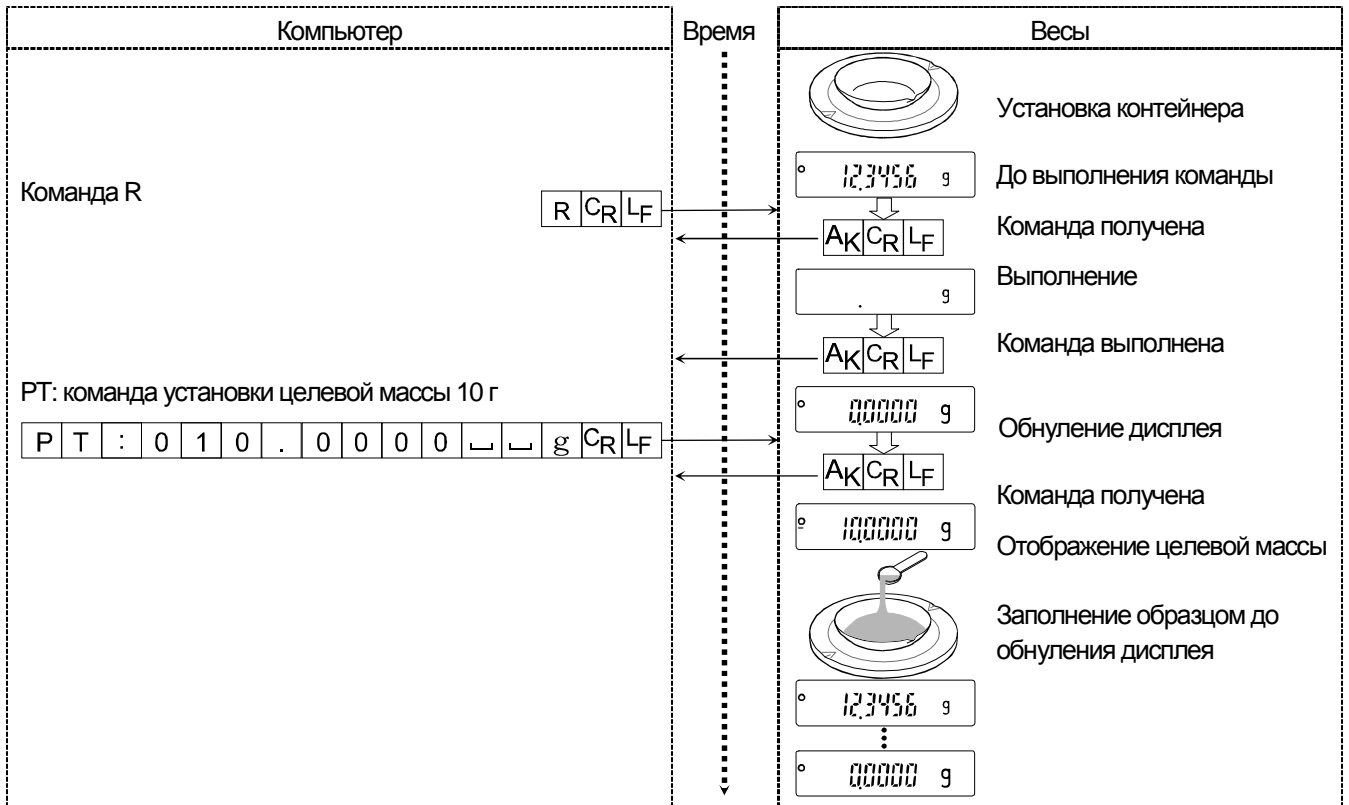 Компьютер
Время
Весы
Установка контейнера
12.3456 g
До выполнения команды
Команда R
R CR LF
AK CR LF
Команда получена
. g
Выполнение
AK CR LF
Команда выполнена
PT: команда установки целевой массы 10 г
0.0000 g
Обнуление дисплея
P T : 0 1 0 . 0 0 0 0 ␣ ␣ g CR LF
AK CR LF
Команда получена
10.0000 g
Отображение целевой массы
Заполнение образцом до
обнуления дисплея
12.3456 g
0.0000 g